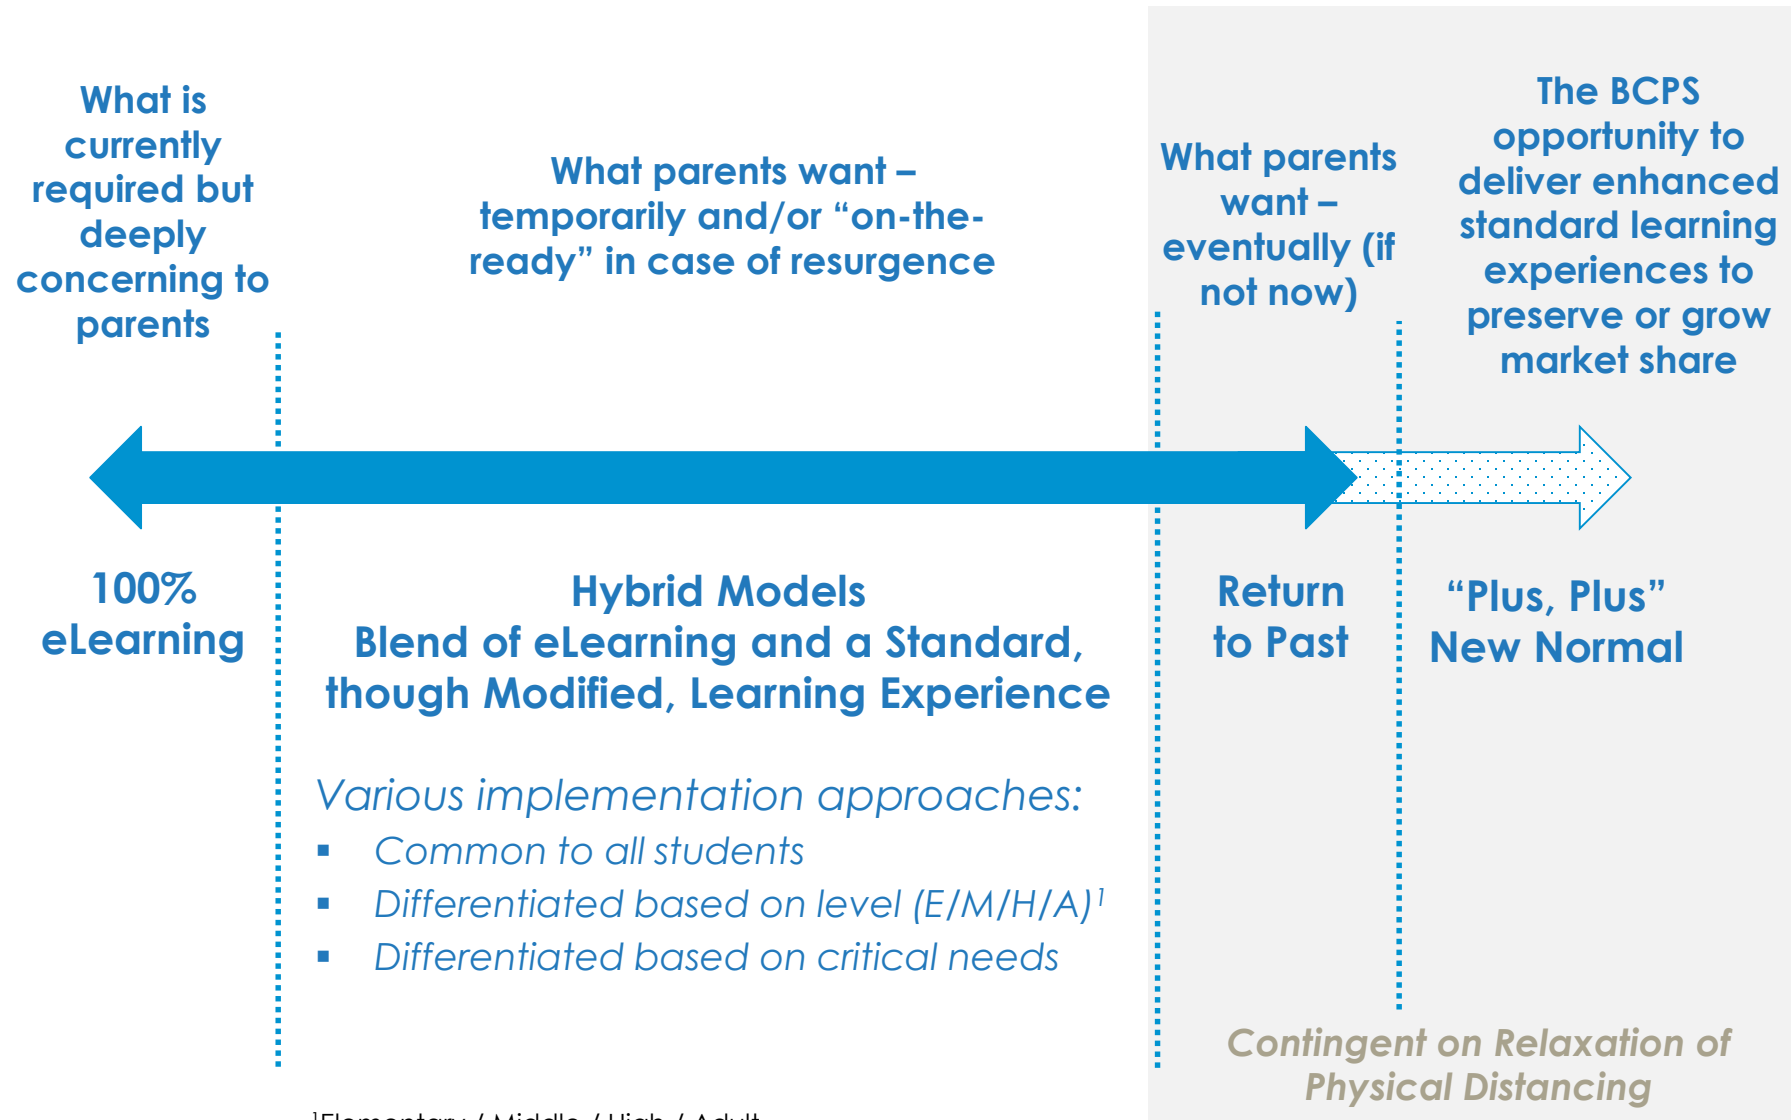 What is
currently
required but
deeply
concerning to
parents
What parents want –
temporarily and/or “on-the-
ready” in case of resurgence
What parents
want –
eventually (if
not now)
The BCPS
opportunity to
deliver enhanced
standard learning
experiences to
preserve or grow
market share
100%
eLearning
Hybrid Models
Blend of eLearning and a Standard,
though Modified, Learning Experience
Various implementation approaches:
▪ Common to all students
▪ Differentiated based on level (E/M/H/A)¹
▪ Differentiated based on critical needs
Return
to Past
“Plus, Plus”
New Normal
Contingent on Relaxation of
Physical Distancing
¹Elementary / Middle / High / Adult